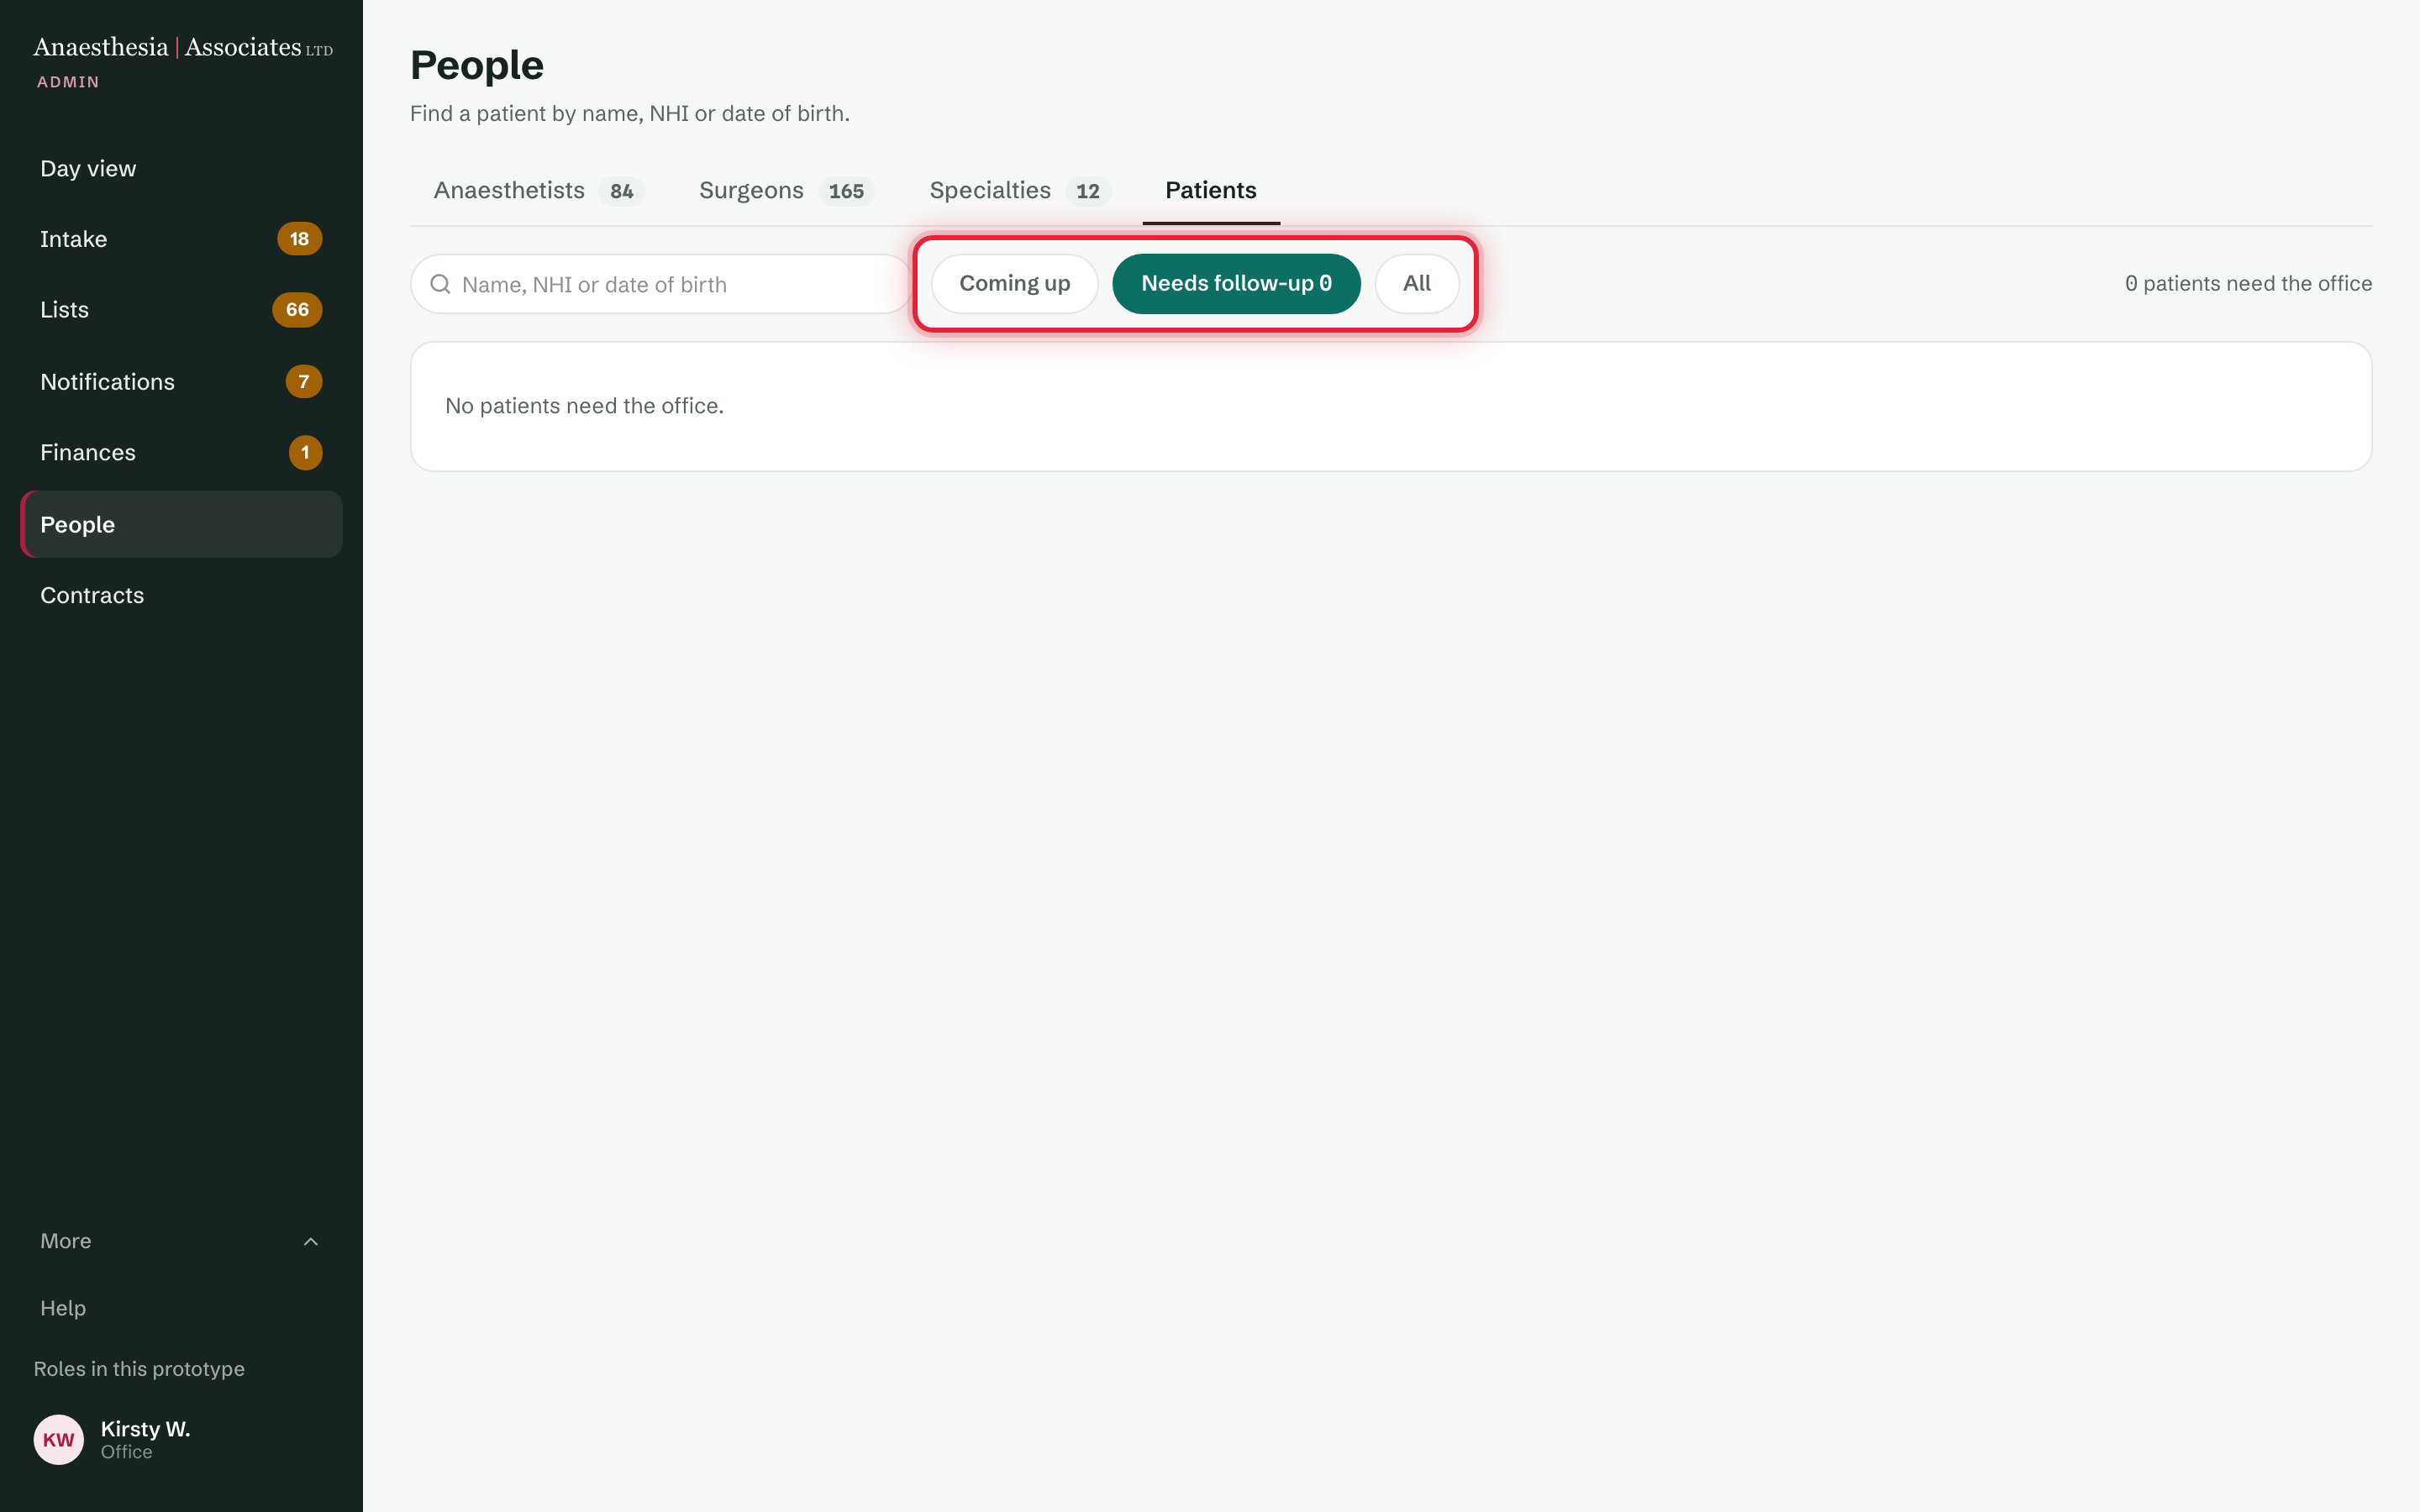 Anaesthesia | Associates LTD
ADMIN
Day view
Intake 18
Lists 66
Notifications 7
Finances 1
People
Contracts
More
Help
Roles in this prototype
KW
Kirsty W.
Office
People
Find a patient by name, NHI or date of birth.
Anaesthetists 84 Surgeons 165 Specialties 12 Patients
Name, NHI or date of birth Coming up Needs follow-up 0 All 0 patients need the office
No patients need the office.